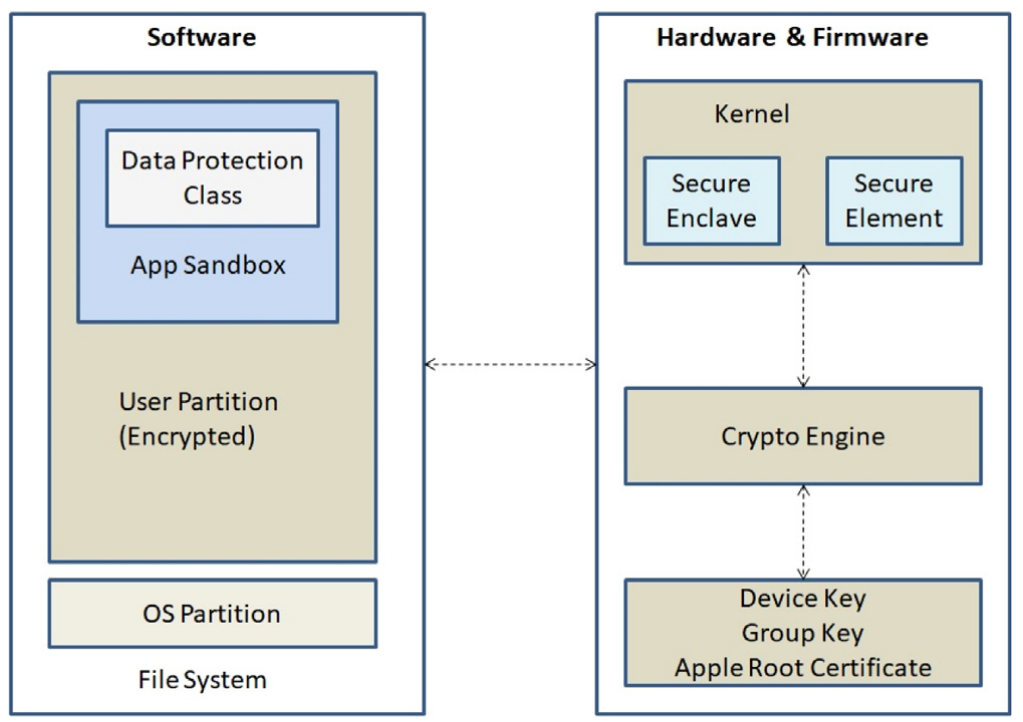 Software
Data Protection
Class
App Sandbox
User Partition
(Encrypted)
OS Partition
File System
Hardware & Firmware
Kernel
Secure
Enclave
Secure
Element
Crypto Engine
Device Key
Group Key
Apple Root Certificate